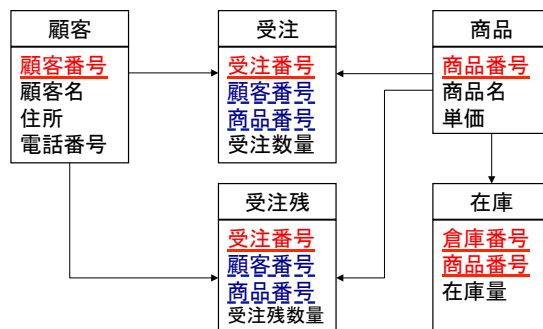 顧客
顧客番号
顧客名
住所
電話番号
受注
受注番号
顧客番号
商品番号
受注数量
商品
商品番号
商品名
単価
受注残
受注番号
顧客番号
商品番号
受注残数量
在庫
倉庫番号
商品番号
在庫量